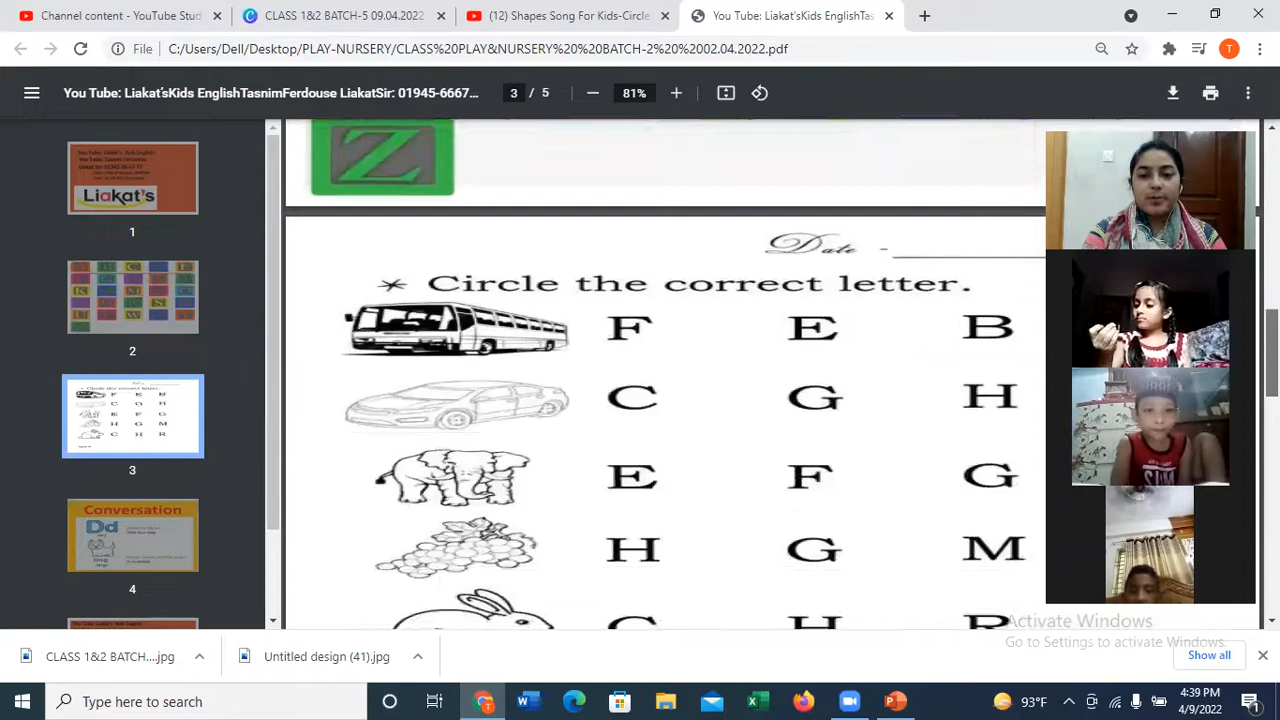 Channel content - YouTube Stud
CLASS 1&2 BATCH-5 09.04.2022
(12) Shapes Song For Kids-Circle
You Tube: Liakat'sKids EnglishTas
File
C:/Users/Dell/Desktop/PLAY-NURSERY/CLASS%20PLAY&NURSERY%20%20BATCH-2%20%2002.04.2022.pdf
T
You Tube: Liakat'sKids EnglishTasnimFerdouse LiakatSir: 01945-6667...
3 / 5
81%
Z
Liakat's
1
2
3
Conversation
Dd
4
Date -
* Circle the correct letter.
F E B
C G H
E F G
H G M
C H R
Activate Windows
Go to Settings to activate Windows.
CLASS 1&2 BATCH....jpg
Untitled design (41).jpg
Show all
Type here to search
93°F
4:39 PM
4/9/2022